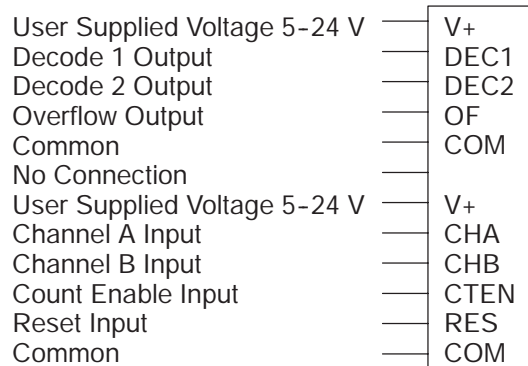 User Supplied Voltage 5-24 V V+
Decode 1 Output DEC1
Decode 2 Output DEC2
Overflow Output OF
Common COM
No Connection
User Supplied Voltage 5-24 V V+
Channel A Input CHA
Channel B Input CHB
Count Enable Input CTEN
Reset Input RES
Common COM